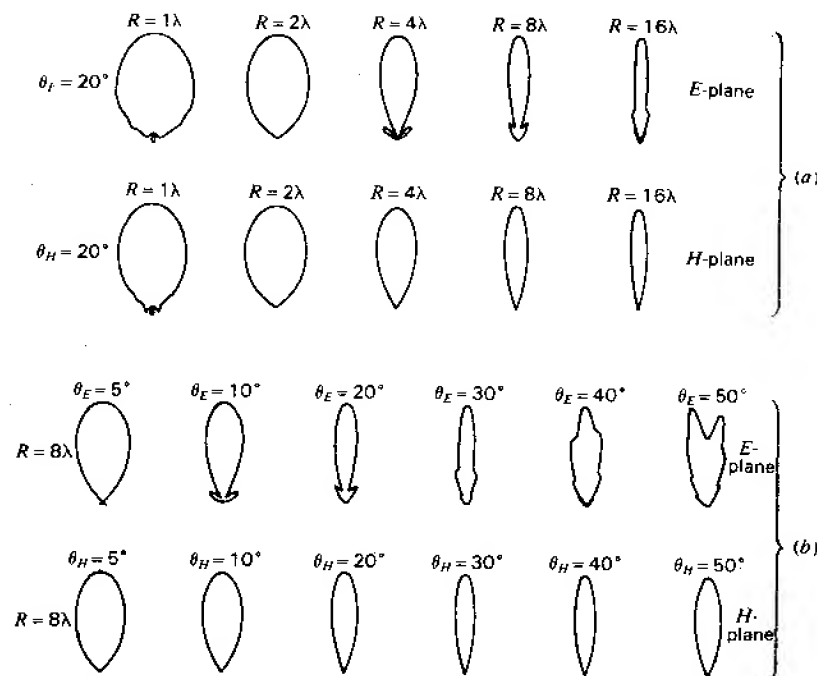 R = 1λ R = 2λ R = 4λ R = 8λ R = 16λ
θE = 20° E-plane
(a)
R = 1λ R = 2λ R = 4λ R = 8λ R = 16λ
θH = 20° H-plane
θE = 5° θE = 10° θE = 20° θE = 30° θE = 40° θE = 50°
R = 8λ E-
plane
(b)
θH = 5° θH = 10° θH = 20° θH = 30° θH = 40° θH = 50°
R = 8λ H-
plane